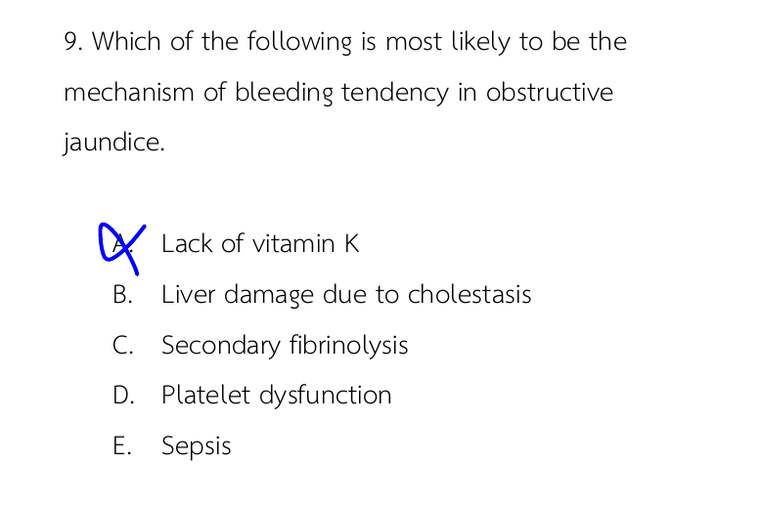 9. Which of the following is most likely to be the
mechanism of bleeding tendency in obstructive
jaundice.
A. Lack of vitamin K
B. Liver damage due to cholestasis
C. Secondary fibrinolysis
D. Platelet dysfunction
E. Sepsis